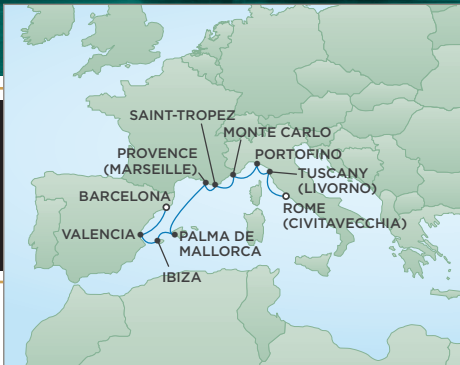 SAINT-TROPEZ
MONTE CARLO
PROVENCE
(MARSEILLE)
PORTOFINO
TUSCANY
(LIVORNO)
BARCELONA
ROME
(CIVITAVECCHIA)
VALENCIA
PALMA DE
MALLORCA
IBIZA